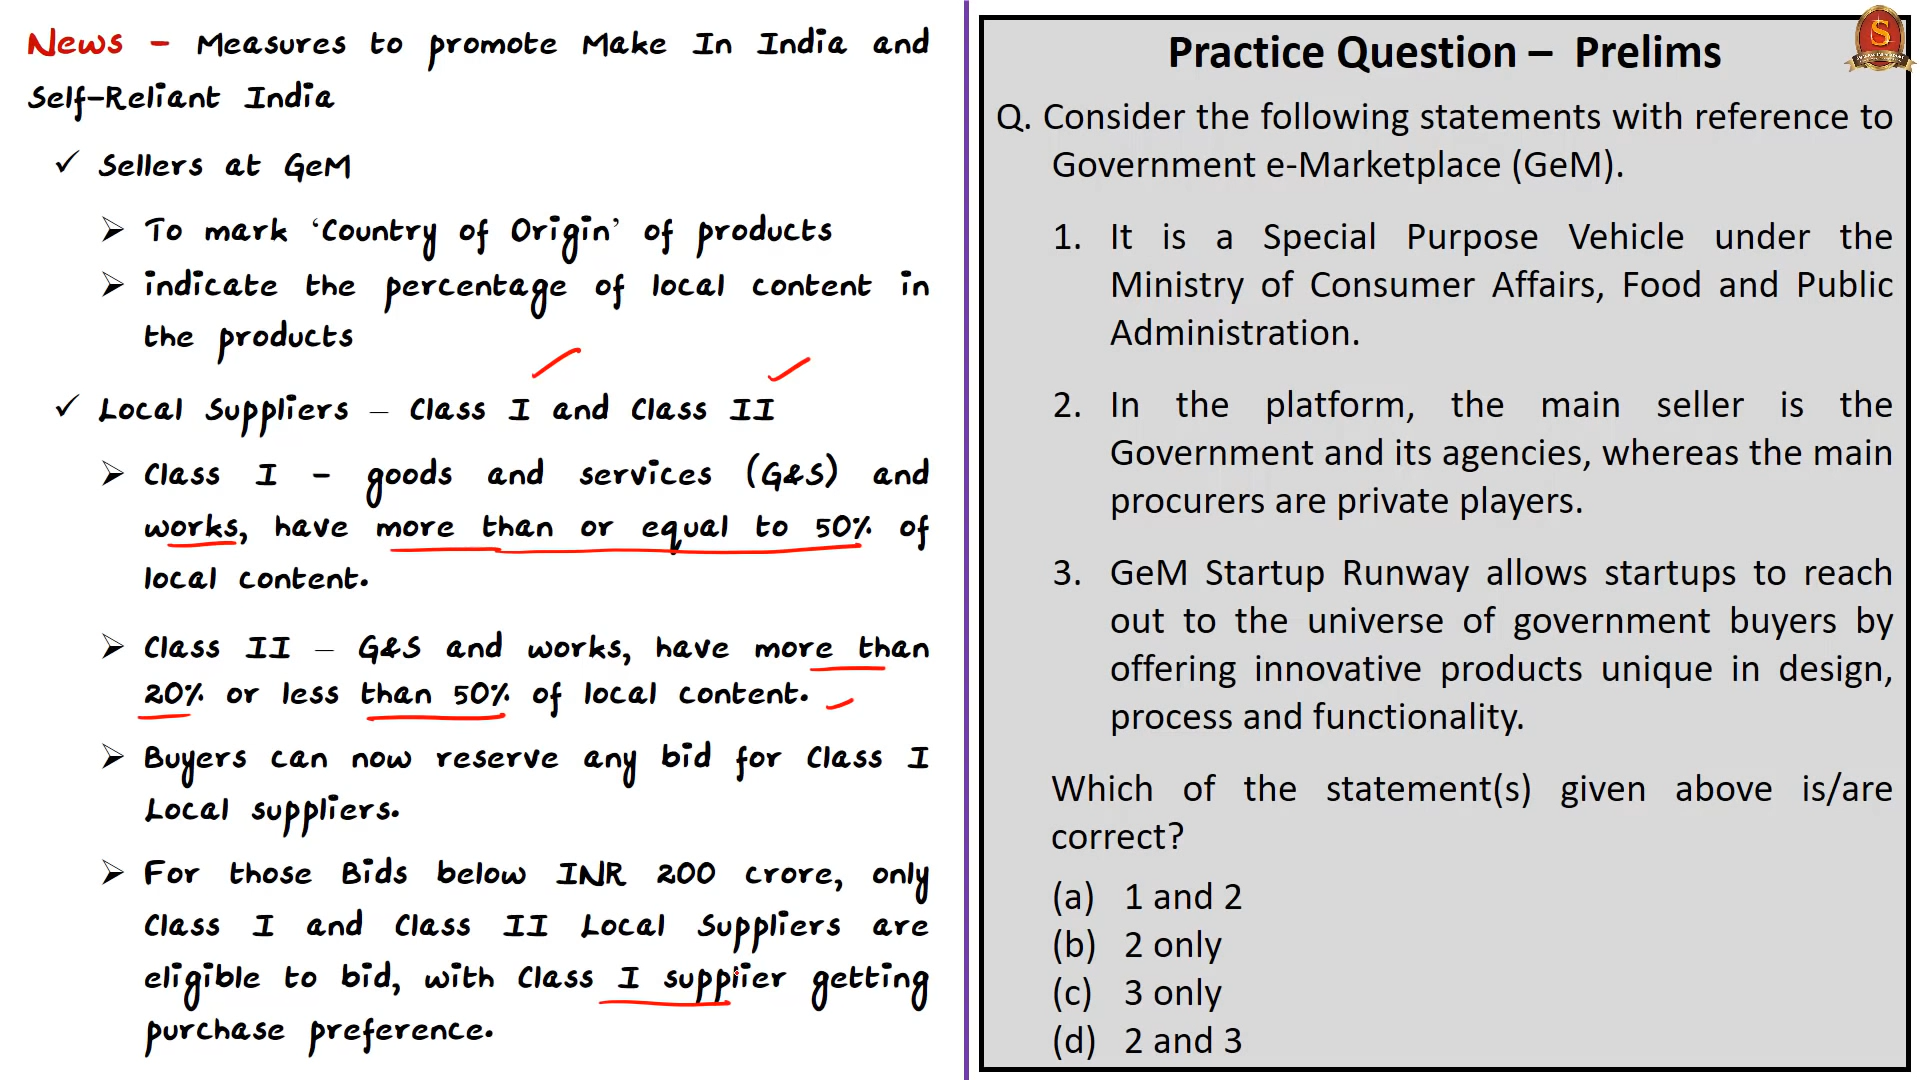 News – Measures to promote Make In India and
Self-Reliant India
✓ Sellers at GeM
➢ To mark ‘Country of Origin’ of products
➢ indicate the percentage of local content in
the products
✓ Local Suppliers – Class I and Class II
➢ Class I - goods and services (G&S) and
works, have more than or equal to 50% of
local content.
➢ Class II – G&S and works, have more than
20% or less than 50% of local content.
➢ Buyers can now reserve any bid for Class I
Local suppliers.
➢ For those Bids below INR 200 crore, only
Class I and Class II Local Suppliers are
eligible to bid, with Class I supplier getting
purchase preference.
Practice Question – Prelims
S
Q. Consider the following statements with reference to
Government e-Marketplace (GeM).
1. It is a Special Purpose Vehicle under the
Ministry of Consumer Affairs, Food and Public
Administration.
2. In the platform, the main seller is the
Government and its agencies, whereas the main
procurers are private players.
3. GeM Startup Runway allows startups to reach
out to the universe of government buyers by
offering innovative products unique in design,
process and functionality.
Which of the statement(s) given above is/are
correct?
(a) 1 and 2
(b) 2 only
(c) 3 only
(d) 2 and 3